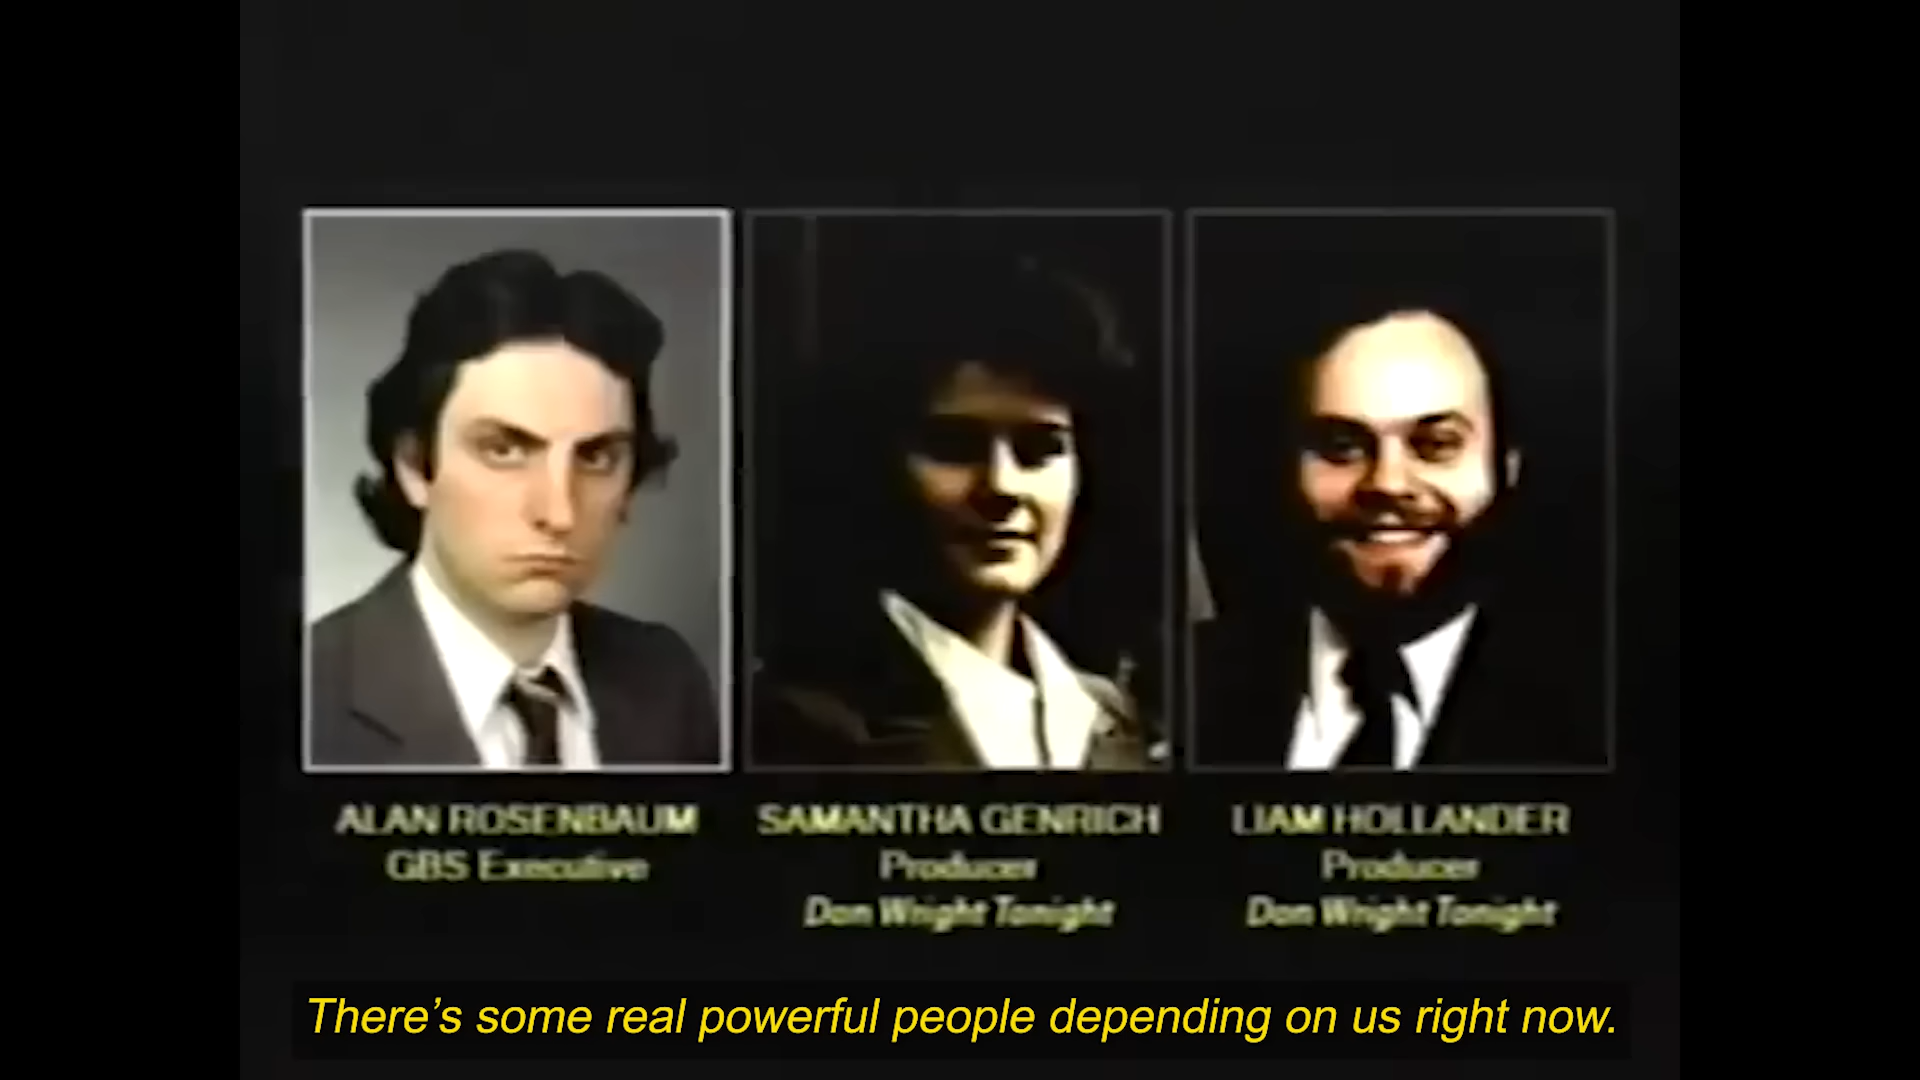 ALAN ROSENBAUM
GBS Executive
SAMANTHA GENRICH
Producer
Don Wright Tonight
LIAM HOLLANDER
Producer
Don Wright Tonight
There’s some real powerful people depending on us right now.